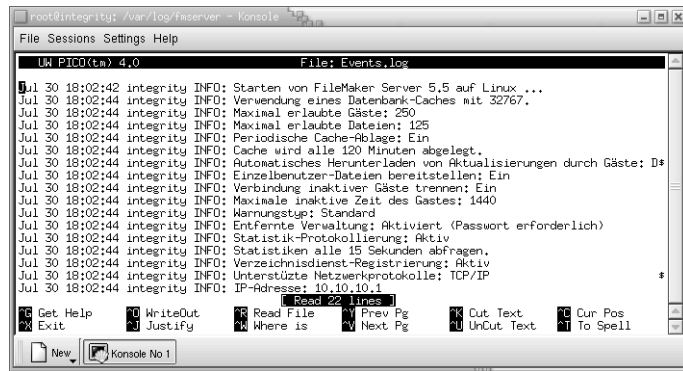 root@integrity: /var/log/fmserver - Konsole
File Sessions Settings Help
UW PICO(tm) 4.0 File: Events.log
Jul 30 18:02:42 integrity INFO: Starten von FileMaker Server 5.5 auf Linux ...
Jul 30 18:02:44 integrity INFO: Verwendung eines Datenbank-Caches mit 32767.
Jul 30 18:02:44 integrity INFO: Maximal erlaubte Gäste: 250
Jul 30 18:02:44 integrity INFO: Maximal erlaubte Dateien: 125
Jul 30 18:02:44 integrity INFO: Periodische Cache-Ablage: Ein
Jul 30 18:02:44 integrity INFO: Cache wird alle 120 Minuten abgelegt.
Jul 30 18:02:44 integrity INFO: Automatisches Herunterladen von Aktualisierungen durch Gäste: D$
Jul 30 18:02:44 integrity INFO: Einzelbenutzer-Dateien bereitstellen: Ein
Jul 30 18:02:44 integrity INFO: Verbindung inaktiver Gäste trennen: Ein
Jul 30 18:02:44 integrity INFO: Maximale inaktive Zeit des Gastes: 1440
Jul 30 18:02:44 integrity INFO: Warnungstyp: Standard
Jul 30 18:02:44 integrity INFO: Entfernte Verwaltung: Aktiviert (Passwort erforderlich)
Jul 30 18:02:44 integrity INFO: Statistik-Protokollierung: Aktiv
Jul 30 18:02:44 integrity INFO: Statistiken alle 15 Sekunden abfragen.
Jul 30 18:02:44 integrity INFO: Verzeichnisdienst-Registrierung: Aktiv
Jul 30 18:02:44 integrity INFO: Unterstüzte Netzwerkprotokolle: TCP/IP $
Jul 30 18:02:44 integrity INFO: IP-Adresse: 10.10.10.1
[ Read 22 lines ]
^G Get Help ^O WriteOut ^R Read File ^Y Prev Pg ^K Cut Text ^C Cur Pos
^X Exit ^J Justify ^W Where is ^V Next Pg ^U UnCut Text ^T To Spell
New Konsole No 1